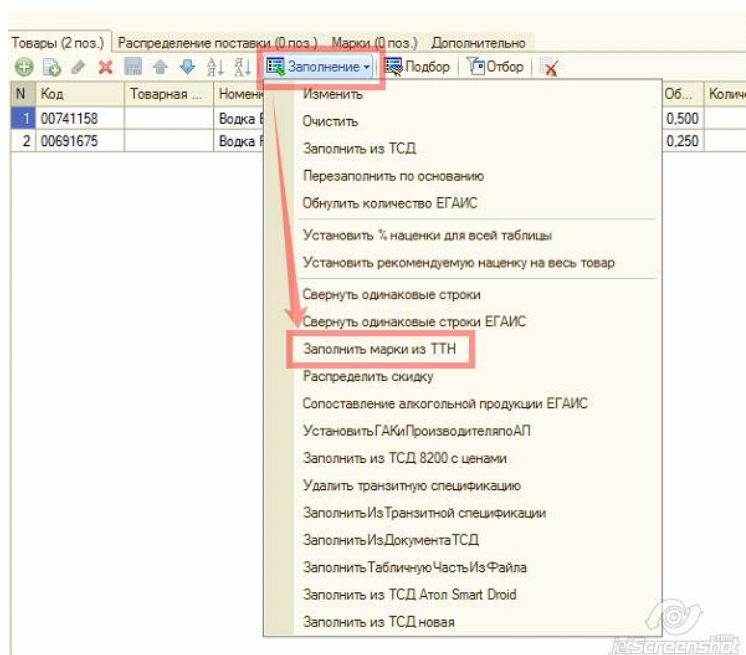 Товары (2 поз.) Распределение поставки (0 поз.) Марки (0 поз.) Дополнительно
Заполнение Подбор Отбор
N Код Товарная ... Номенк Об... Количе
1 00741158 Водка 0,500
2 00691675 Водка 0,250
Изменить
Очистить
Заполнить из ТСД
Перезаполнить по основанию
Обнулить количество ЕГАИС
Установить % наценки для всей таблицы
Установить рекомендуемую наценку на весь товар
Свернуть одинаковые строки
Свернуть одинаковые строки ЕГАИС
Заполнить марки из ТТН
Распределить скидку
Сопоставление алкогольной продукции ЕГАИС
УстановитьГАКиПроизводителяпоАП
Заполнить из ТСД 8200 с ценами
Удалить транзитную спецификацию
ЗаполнитьИзТранзитной спецификации
ЗаполнитьИзДокументаТСД
ЗаполнитьТабличнуюЧастьИзФайла
Заполнить из ТСД Атол Smart Droid
Заполнить из ТСД новая
jetScreenshot